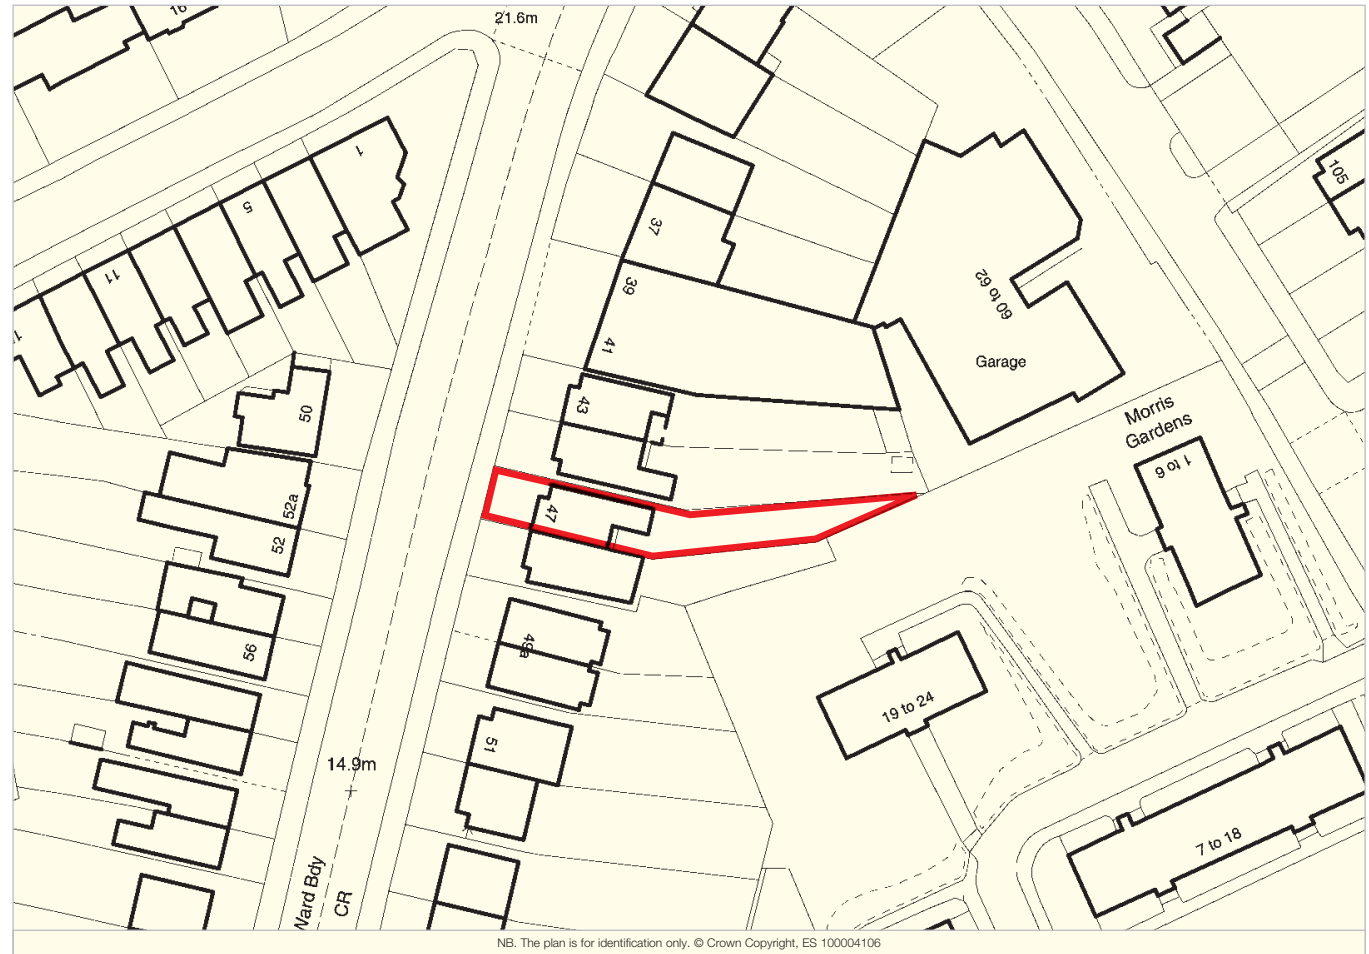 16
21.6m
1
5
11
37
39
41
43
47
50
52a
52
56
49a
51
105
60 to 62
Garage
Morris
Gardens
1 to 6
19 to 24
7 to 18
14.9m
Ward Bdy
CR
NB. The plan is for identification only. © Crown Copyright, ES 100004106